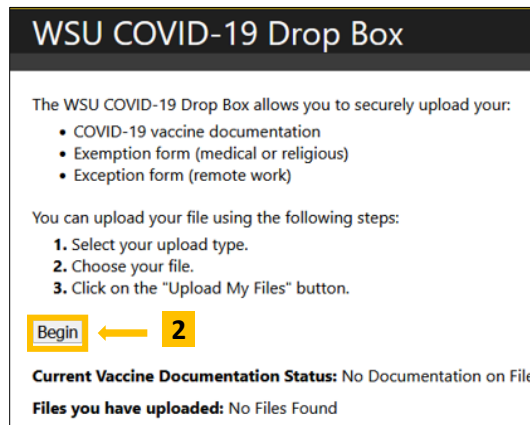 WSU COVID-19 Drop Box
The WSU COVID-19 Drop Box allows you to securely upload your:
• COVID-19 vaccine documentation
• Exemption form (medical or religious)
• Exception form (remote work)
You can upload your file using the following steps:
1. Select your upload type.
2. Choose your file.
3. Click on the "Upload My Files" button.
Begin 2
Current Vaccine Documentation Status: No Documentation on File
Files you have uploaded: No Files Found